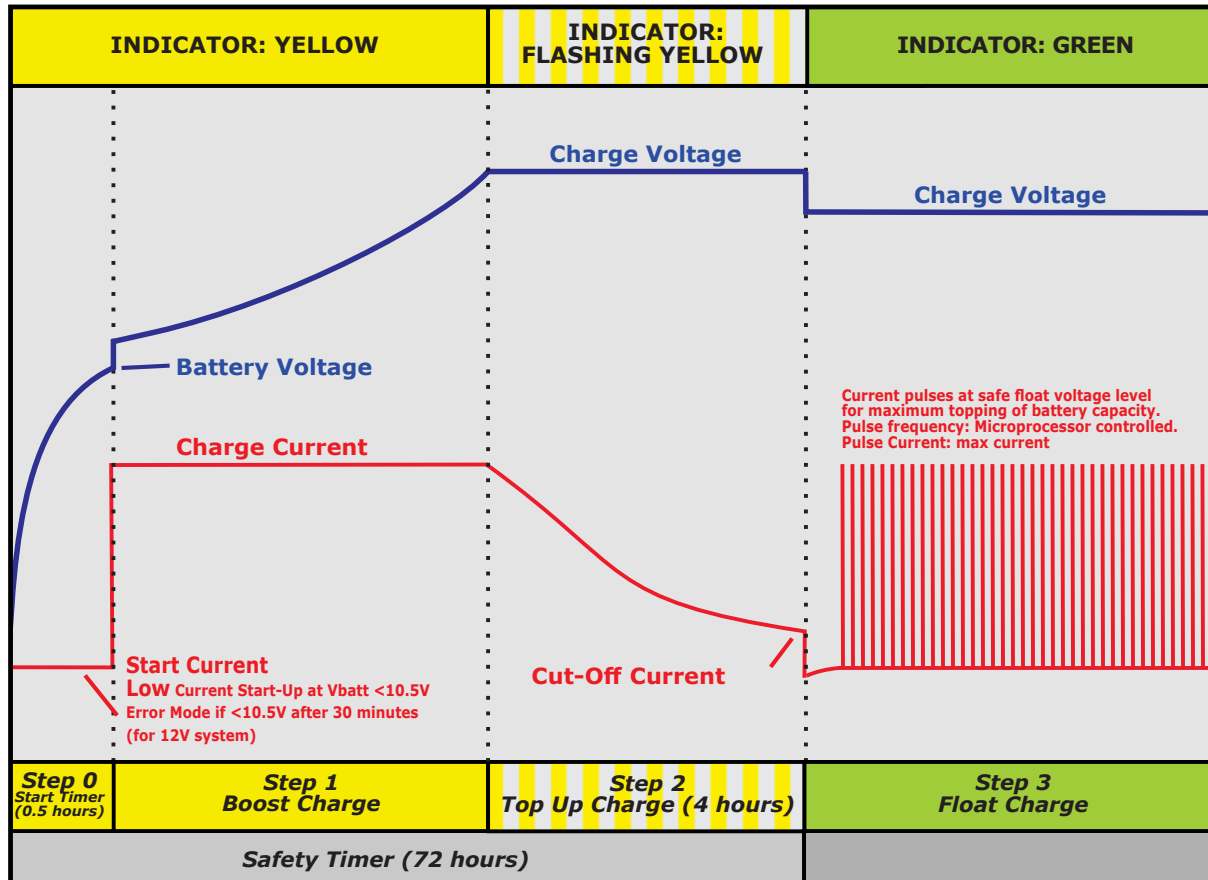 INDICATOR: YELLOW
INDICATOR:
FLASHING YELLOW
INDICATOR: GREEN
Charge Voltage
Charge Voltage
Battery Voltage
Current pulses at safe float voltage level
for maximum topping of battery capacity.
Pulse frequency: Microprocessor controlled.
Pulse Current: max current
Charge Current
Start Current
Low Current Start-Up at Vbatt <10.5V
Error Mode if <10.5V after 30 minutes
(for 12V system)
Cut-Off Current
Step 0
Start Timer
(0.5 hours)
Step 1
Boost Charge
Step 2
Top Up Charge (4 hours)
Step 3
Float Charge
Safety Timer (72 hours)